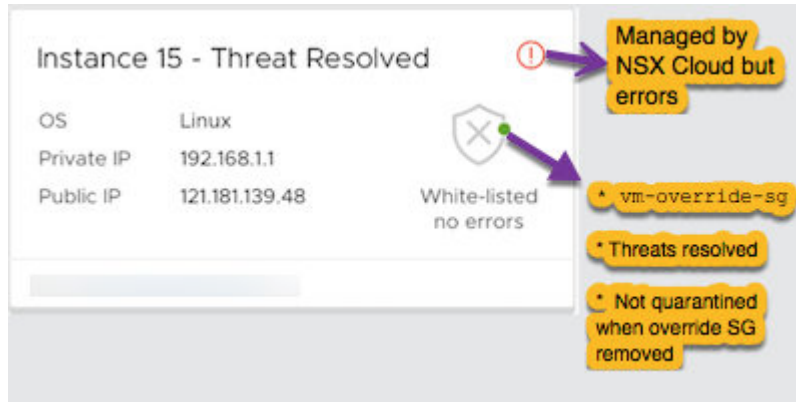 Instance 15 - Threat Resolved
Managed by
NSX Cloud but
errors
OS Linux
Private IP 192.168.1.1
Public IP 121.181.139.48
White-listed
no errors
* vm-override-sg
* Threats resolved
* Not quarantined
when override SG
removed